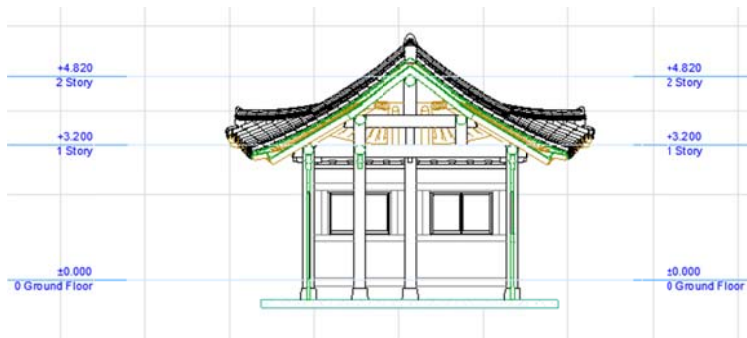 +4.820
2 Story
+4.820
2 Story
+3.200
1 Story
+3.200
1 Story
±0.000
0 Ground Floor
±0.000
0 Ground Floor